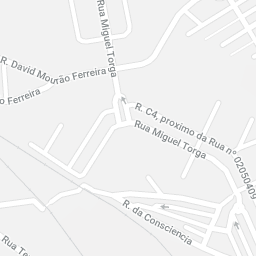 Rua Miguel Torga
R. David Mourão Ferreira
o Ferreira
R. C4, proximo da Rua nº 02050409
Rua Miguel Torga
R. da Consciencia
Rua Te